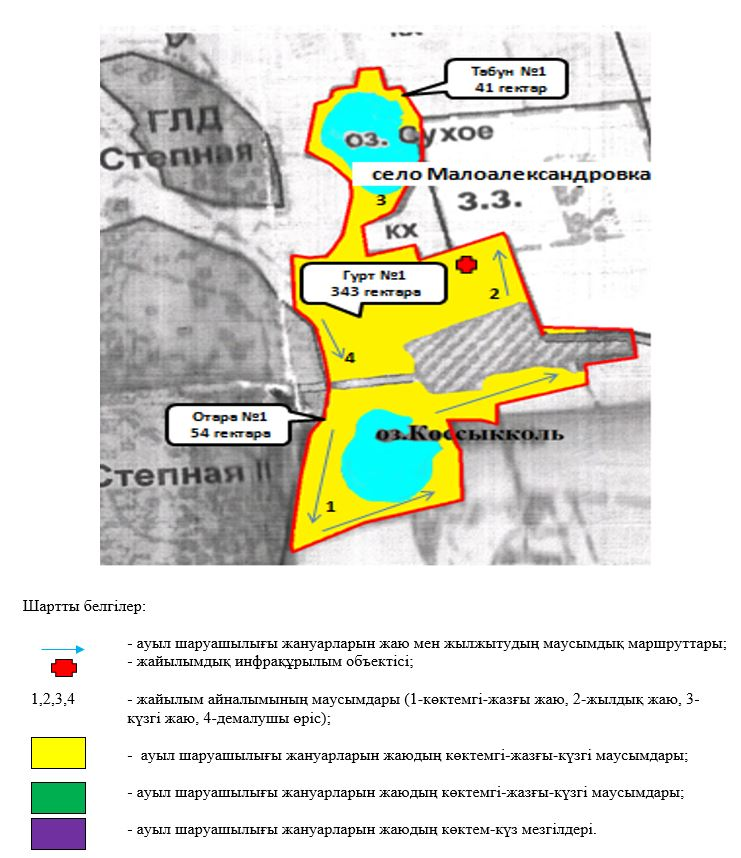 Табун №1
41 гектар
ГЛД
Степная
оз. Сухое
село Малоалександровка
3
З.З.
КХ
Гурт №1
343 гектара
2
4
Отара №1
54 гектара
оз.Коссыкколь
Степная II
1
Шартты белгілер:
- ауыл шаруашылығы жануарларын жаю мен жылжытудың маусымдық маршруттары;
- жайылымдық инфрақұрылым объектісі;
1,2,3,4 - жайылым айналымының маусымдары (1-көктемгі-жазғы жаю, 2-жылдық жаю, 3-
күзгі жаю, 4-демалушы өріс);
- ауыл шаруашылығы жануарларын жаюдың көктемгі-жазғы-күзгі маусымдары;
- ауыл шаруашылығы жануарларын жаюдың көктемгі-жазғы-күзгі маусымдары;
- ауыл шаруашылығы жануарларын жаюдың көктем-күз мезгілдері.